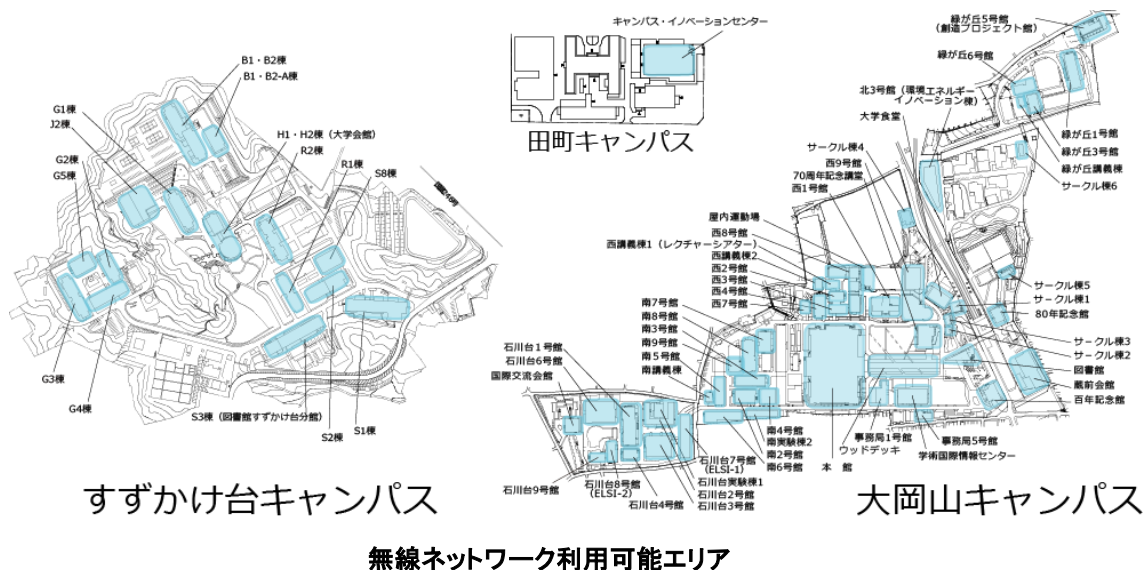 B1・B2棟
B1・B2-A棟
G1棟
J2棟
G2棟
G5棟
H1・H2棟（大学会館）
R2棟
R1棟
S8棟
国道246号
G3棟
G4棟
S3棟（図書館すずかけ台分館）
S2棟
S1棟
すずかけ台キャンパス
キャンパス・イノベーションセンター
田町キャンパス
緑が丘5号館
（創造プロジェクト館）
緑が丘6号館
北3号館（環境エネルギー
イノベーション棟）
大学食堂
緑が丘1号館
緑が丘3号館
緑が丘講義棟
サークル棟6
サークル棟4
西9号館
70周年記念講堂
西1号館
屋内運動場
西8号館
西講義棟1（レクチャーシアター）
西講義棟2
西2号館
西3号館
西4号館
西7号館
南7号館
南8号館
南3号館
南9号館
南5号館
南講義棟
石川台1号館
石川台6号館
国際交流会館
サークル棟5
サークル棟1
80年記念館
サークル棟3
サークル棟2
図書館
蔵前会館
百年記念館
事務局5号館
学術国際情報センター
事務局1号館
ウッドデッキ
本館
南4号館
南実験棟2
南2号館
南6号館
石川台7号館
(ELSI-1)
石川台実験棟1
石川台2号館
石川台3号館
石川台4号館
石川台8号館
(ELSI-2)
石川台9号館
大岡山キャンパス
無線ネットワーク利用可能エリア